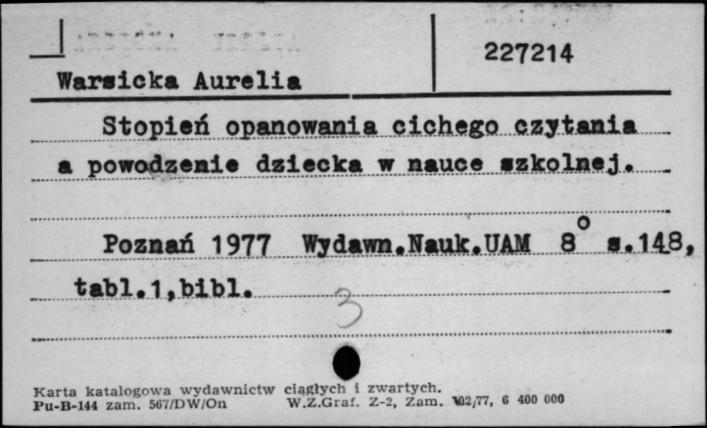 227214
Warsicka Aurelia
Stopień opanowania cichego czytania
a powodzenie dziecka w nauce szkolnej.
Poznań 1977 Wydawn.Nauk.UAM 8° s.148,
tabl.1,bibl.
3
Karta katalogowa wydawnictw ciągłych i zwartych.
Pu-B-144 zam. 567/DW/On W.Z.Graf. Z-2, Zam. 102/77, 6 400 000